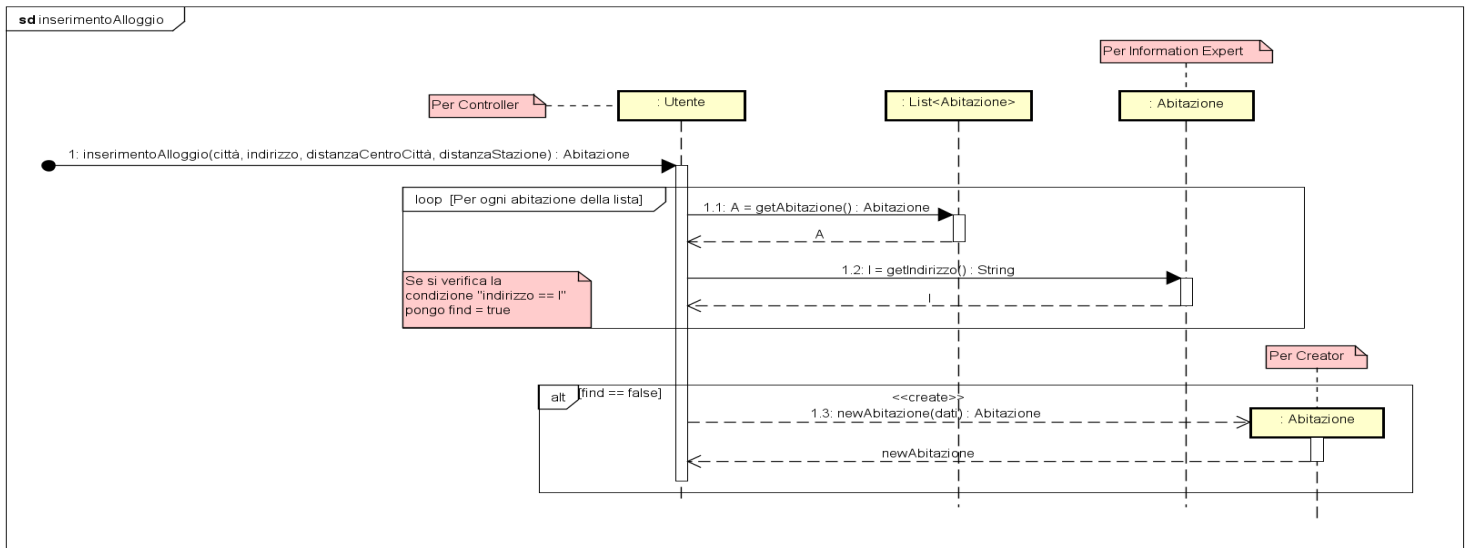 sd inserimentoAlloggio
Per Information Expert
Per Controller
: Utente
: List<Abitazione>
: Abitazione
1: inserimentoAlloggio(città, indirizzo, distanzaCentroCittà, distanzaStazione) : Abitazione
loop [Per ogni abitazione della lista]
1.1: A = getAbitazione() : Abitazione
A
1.2: I = getIndirizzo() : String
I
Se si verifica la
condizione "indirizzo == I"
pongo find = true
Per Creator
alt [find == false]
<<create>>
1.3: newAbitazione(dati) : Abitazione
: Abitazione
newAbitazione